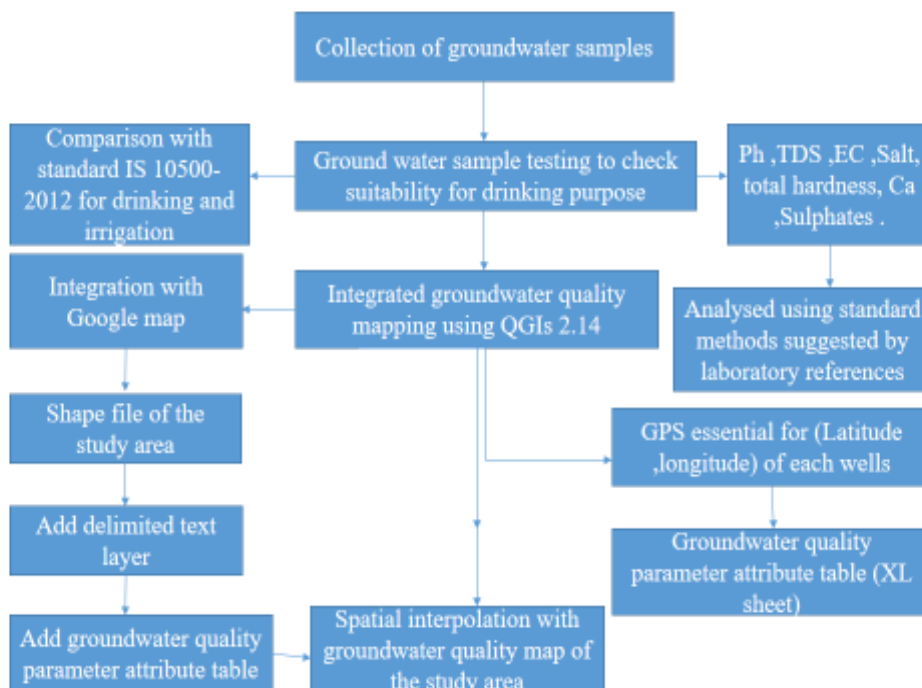 Collection of groundwater samples
Comparison with
standard IS 10500-
2012 for drinking and
irrigation
Ground water sample testing to check
suitability for drinking purpose
Ph ,TDS ,EC ,Salt,
total hardness, Ca
,Sulphates .
Integration with
Google map
Integrated groundwater quality
mapping using QGIs 2.14
Analysed using standard
methods suggested by
laboratory references
Shape file of the
study area
GPS essential for (Latitude
,longitude) of each wells
Add delimited text
layer
Groundwater quality
parameter attribute table (XL
sheet)
Add groundwater quality
parameter attribute table
Spatial interpolation with
groundwater quality map of
the study area